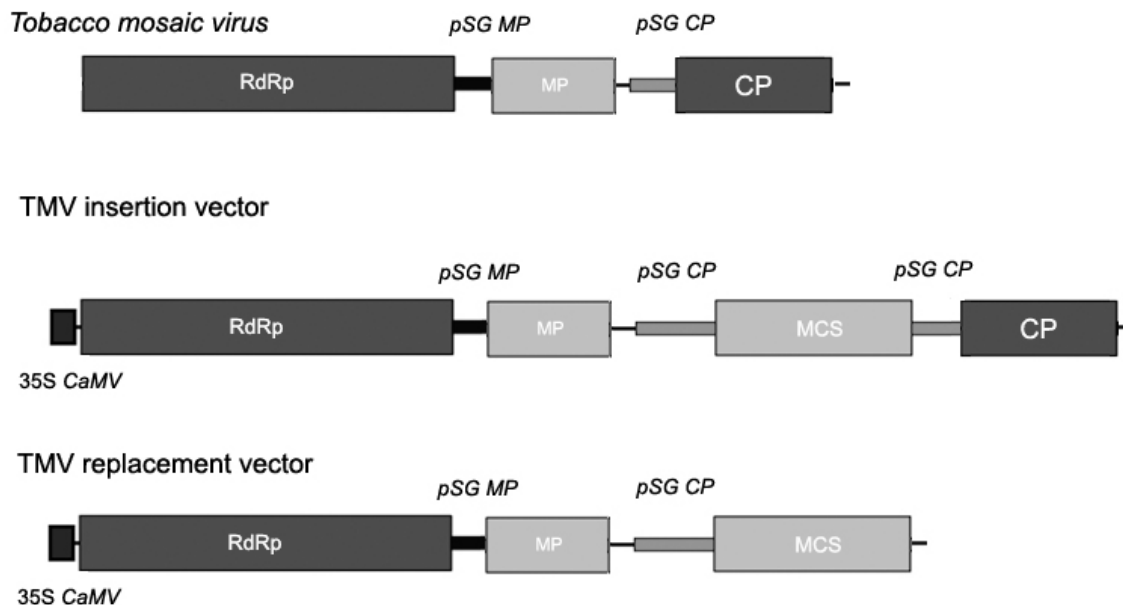 Tobacco mosaic virus pSG MP pSG CP
RdRp MP CP
TMV insertion vector
pSG MP pSG CP pSG CP
RdRp MP MCS CP
35S CaMV
TMV replacement vector
pSG MP pSG CP
RdRp MP MCS
35S CaMV